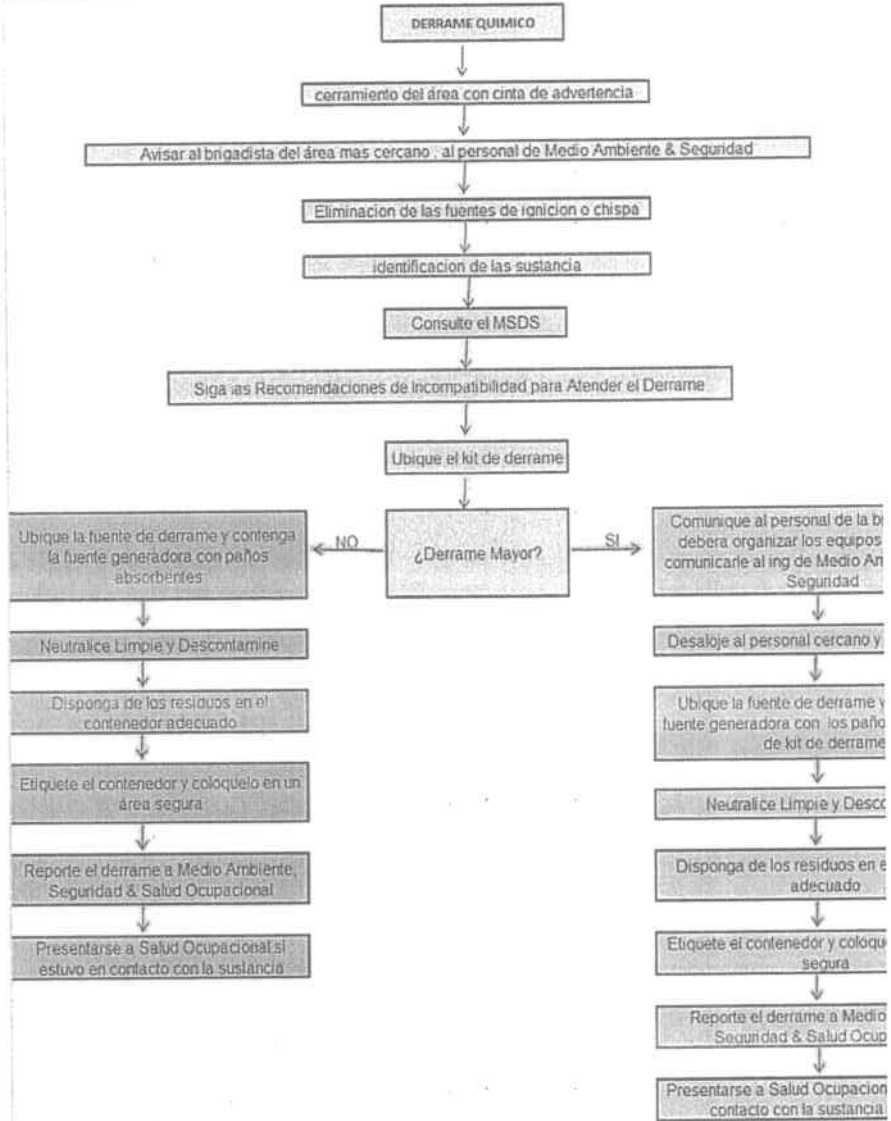 DERRAME QUIMICO
cerramiento del área con cinta de advertencia
Avisar al brigadista del área mas cercano , al personal de Medio Ambiente & Seguridad
Eliminacion de las fuentes de ignicion o chispa
identificacion de las sustancia
Consulte el MSDS
Siga las Recomendaciones de Incompatibilidad para Atender el Derrame
Ubique el kit de derrame
¿Derrame Mayor?
NO
Ubique la fuente de derrame y contenga
la fuente generadora con paños
absorbentes
Neutralice Limpie y Descontamine
Disponga de los residuos en el
contenedor adecuado
Etiquete el contenedor y coloquelo en un
área segura
Reporte el derrame a Medio Ambiente,
Seguridad & Salud Ocupacional
Presentarse a Salud Ocupacional si
estuvo en contacto con la sustancia
SI
Comunique al personal de la
debera organizar los equipos
comunicarle al ing de Medio
Seguridad
Desaloje al personal cercano y
Ubique la fuente de derrame y
fuente generadora con los
de kit de derrame
Neutralice Limpie y
Disponga de los residuos en
adecuado
Etiquete el contenedor y
segura
Reporte el derrame a Medio
Seguridad & Salud
Presentarse a Salud
contacto con la sustancia